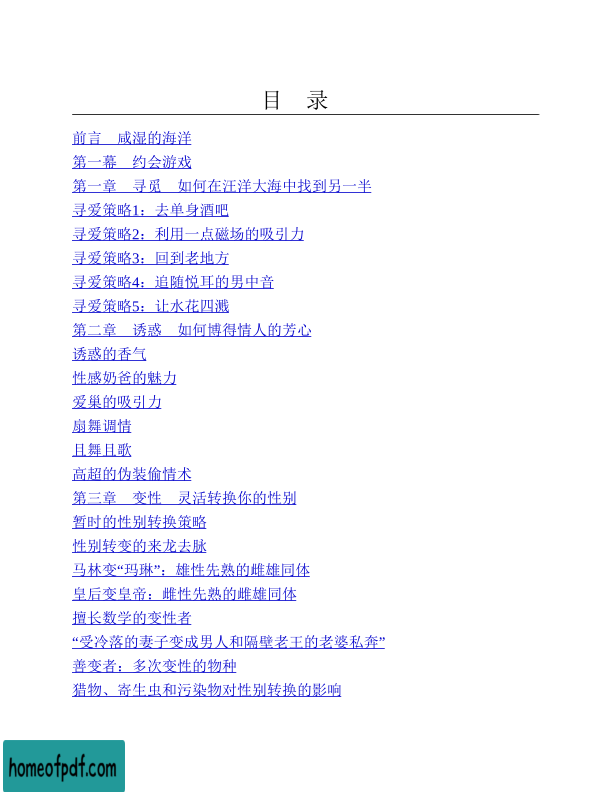 目 录
前言 咸湿的海洋
第一幕 约会游戏
第一章 寻觅 如何在汪洋大海中找到另一半
寻爱策略1：去单身酒吧
寻爱策略2：利用一点磁场的吸引力
寻爱策略3：回到老地方
寻爱策略4：追随悦耳的男中音
寻爱策略5：让水花四溅
第二章 诱惑 如何博得情人的芳心
诱惑的香气
性感奶爸的魅力
爱巢的吸引力
扇舞调情
且舞且歌
高超的伪装偷情术
第三章 变性 灵活转换你的性别
暂时的性别转换策略
性别转变的来龙去脉
马林变“玛琳”：雄性先熟的雌雄同体
皇后变皇帝：雌性先熟的雌雄同体
擅长数学的变性者
“受冷落的妻子变成男人和隔壁老王的老婆私奔”
善变者：多次变性的物种
猎物、寄生虫和污染物对性别转换的影响
homeofpdf.com